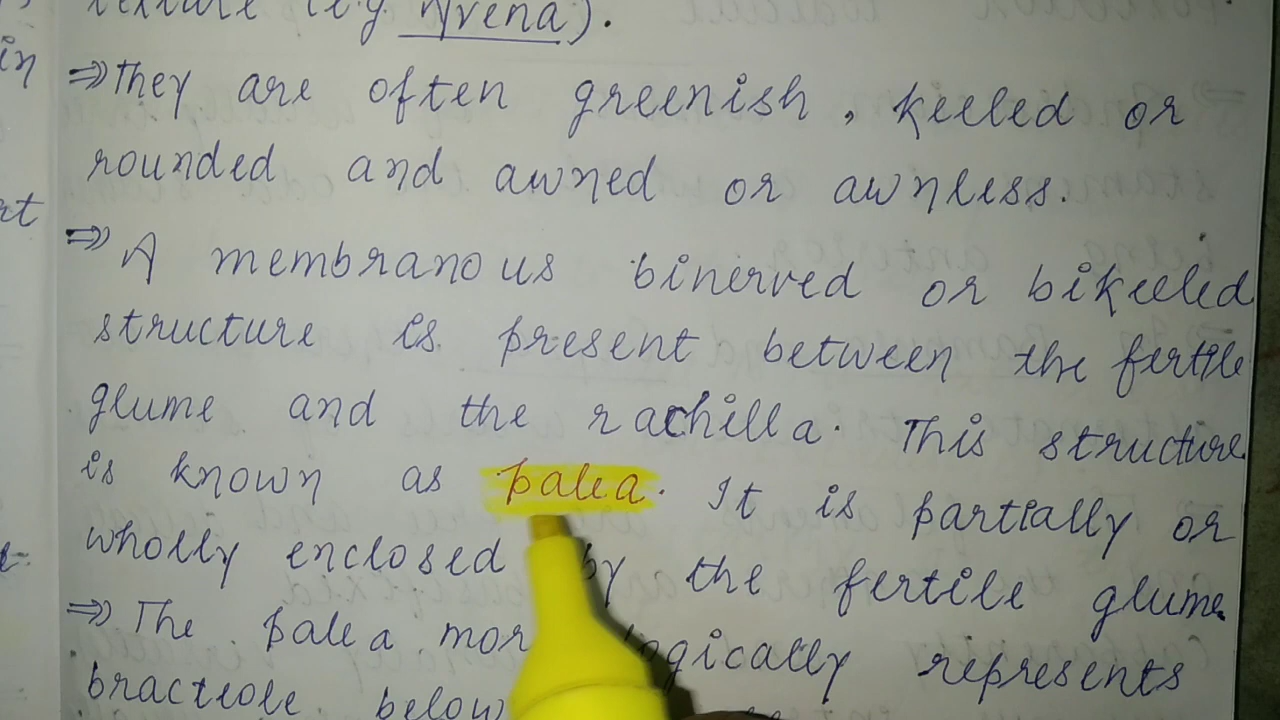 texture (e.g. Avena).
in ⇒ They are often greenish, keeled or
rounded and awned or awnless.
rt ⇒ A membranous binerved or bikeeled
structure is present between the fertile
glume and the rachilla. This structure
is known as palea. It is partially or
wholly enclosed by the fertile glume.
⇒ The palea represents
bracteole below